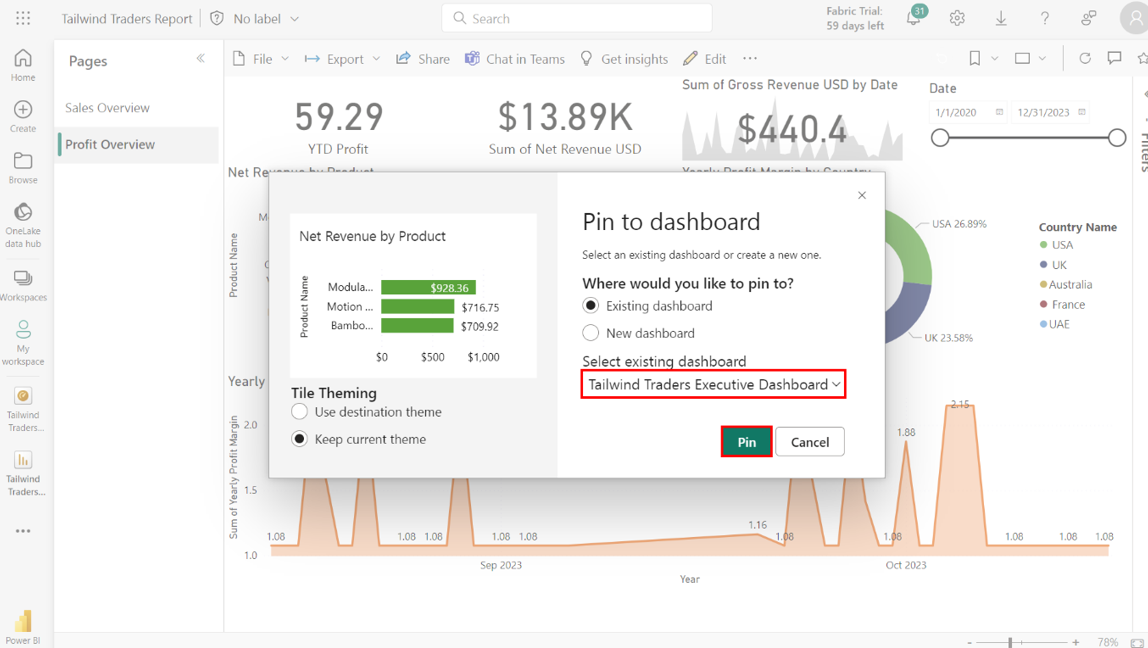 Tailwind Traders Report
No label
Search
Fabric Trial:
59 days left
31
Home
Create
Browse
OneLake
data hub
Workspaces
My
workspace
Tailwind
Traders...
Tailwind
Traders...
Power BI
Pages
Sales Overview
Profit Overview
File
Export
Share
Chat in Teams
Get insights
Edit
59.29
YTD Profit
$13.89K
Sum of Net Revenue USD
Sum of Gross Revenue USD by Date
$440.4
Date
1/1/2020
12/31/2023
Filters
Net Revenue by Product
Yearly Profit Margin by Country
Product Name
USA 26.89%
UK 23.58%
Country Name
USA
UK
Australia
France
UAE
Net Revenue by Product
Product Name
Modula...
$928.36
Motion ...
$716.75
Bambo...
$709.92
$0
$500
$1,000
Tile Theming
Use destination theme
Keep current theme
Pin to dashboard
Select an existing dashboard or create a new one.
Where would you like to pin to?
Existing dashboard
New dashboard
Select existing dashboard
Tailwind Traders Executive Dashboard
Pin
Cancel
Yearly
Sum of Yearly Profit Margin
2.0
1.5
1.0
1.08
1.08
1.08
1.08
1.08
1.16
1.08
1.88
1.08
2.15
1.08
1.08
1.08
Sep 2023
Oct 2023
Year
-
+
78%